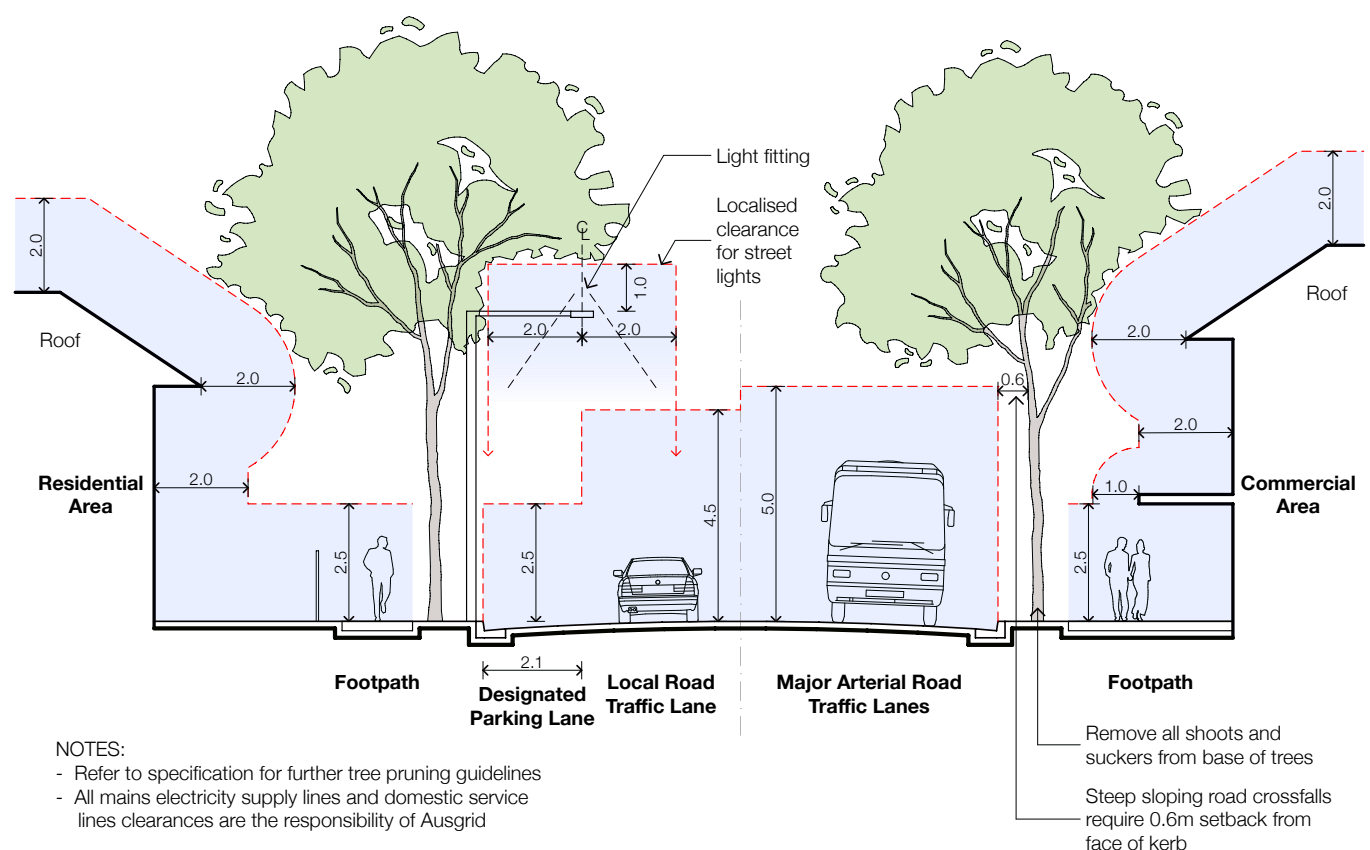 Light fitting
Localised
clearance
for street
lights
CL
2.0
Roof
2.0
2.0
Residential
Area
2.5
1.0
2.0
2.0
2.5
4.5
5.0
0.6
2.0
Roof
2.0
2.0
1.0
Commercial
Area
2.5
2.1
Footpath
Designated
Parking Lane
Local Road
Traffic Lane
Major Arterial Road
Traffic Lanes
Footpath
Remove all shoots and
suckers from base of trees
Steep sloping road crossfalls
require 0.6m setback from
face of kerb
NOTES:
- Refer to specification for further tree pruning guidelines
- All mains electricity supply lines and domestic service
lines clearances are the responsibility of Ausgrid